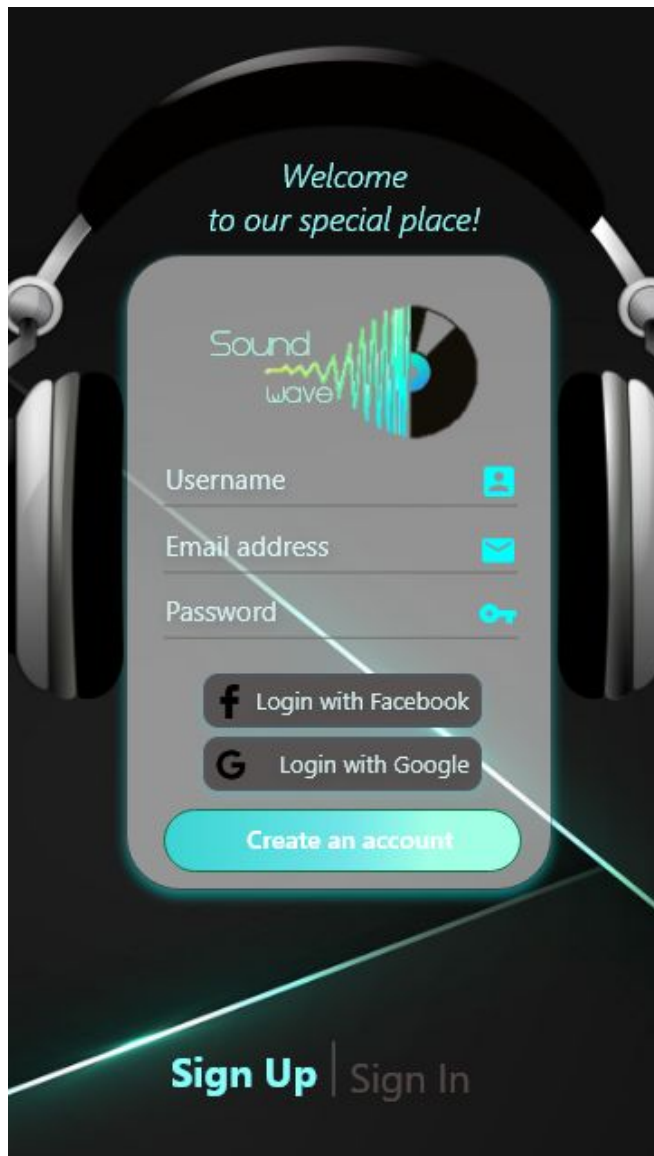 Welcome
to our special place!
Sound
wave
Username
Email address
Password
Login with Facebook
G Login with Google
Create an account
Sign Up | Sign In